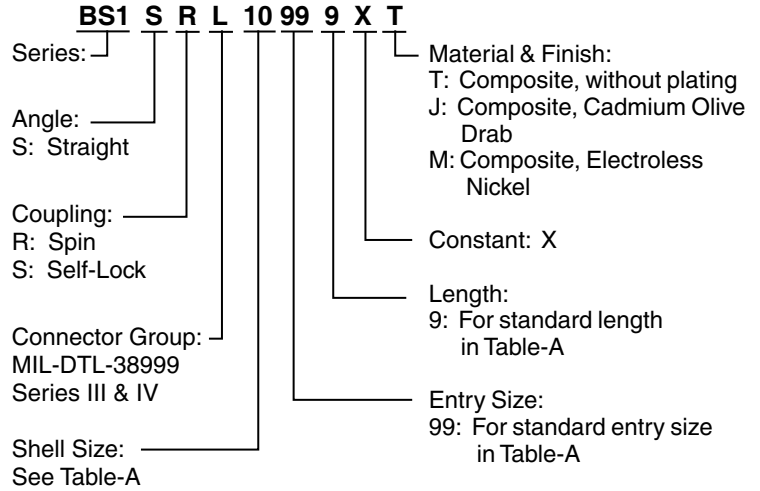 BS1 S R L 10 99 9 X T
Series:
Angle:
S: Straight
Coupling:
R: Spin
S: Self-Lock
Connector Group:
MIL-DTL-38999
Series III & IV
Shell Size:
See Table-A
Material & Finish:
T: Composite, without plating
J: Composite, Cadmium Olive
Drab
M: Composite, Electroless
Nickel
Constant: X
Length:
9: For standard length
in Table-A
Entry Size:
99: For standard entry size
in Table-A